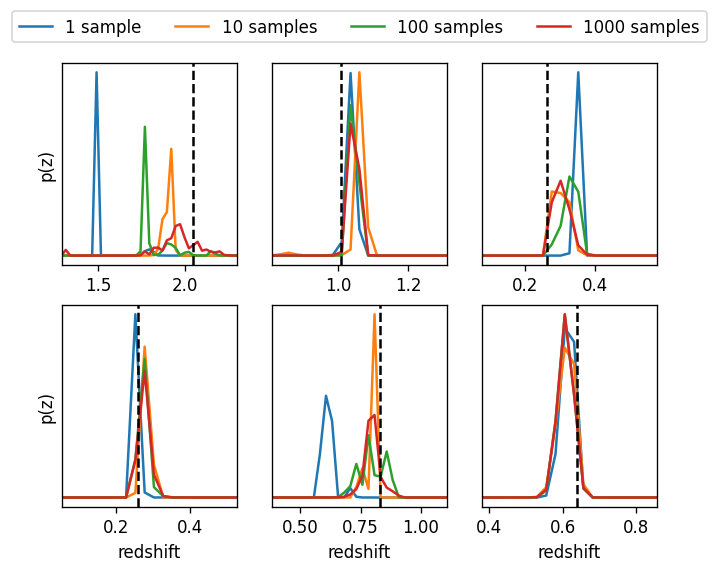 1 sample 10 samples 100 samples 1000 samples
p(z)
1.5 2.0 1.0 1.2 0.2 0.4
p(z)
0.2 0.4 0.50 0.75 1.00 0.4 0.6 0.8
redshift redshift redshift